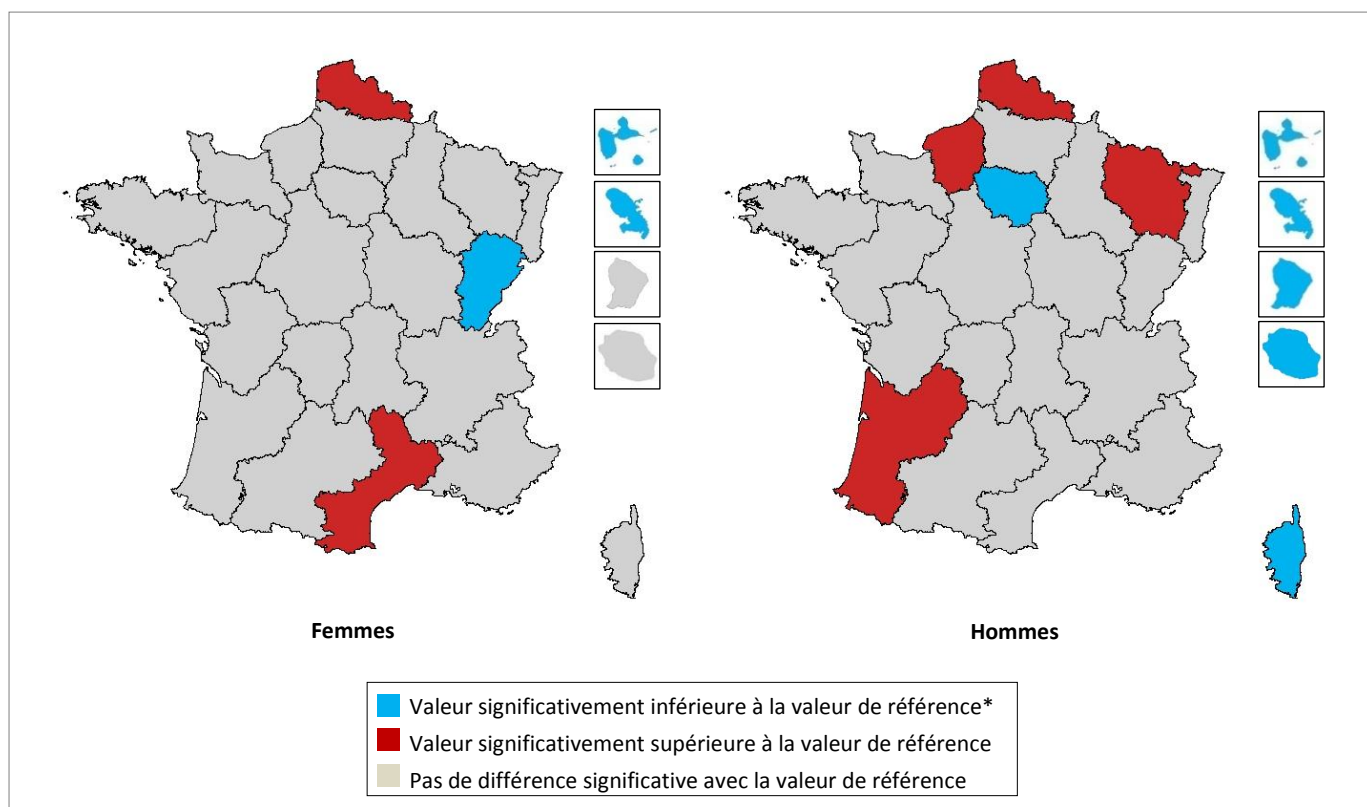 Femmes
Hommes
Valeur significativement inférieure à la valeur de référence*
Valeur significativement supérieure à la valeur de référence
Pas de différence significative avec la valeur de référence